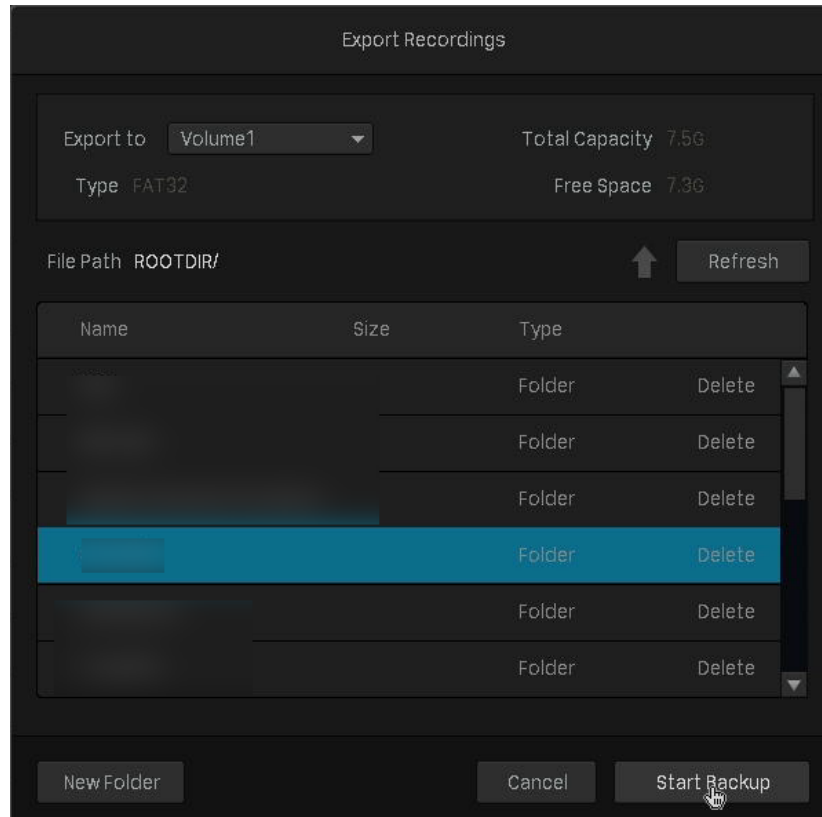 Export Recordings
Export to Volume1 Total Capacity 7.5G
Type FAT32 Free Space 7.3G
File Path ROOTDIR/ Refresh
Name Size Type
Folder Delete
Folder Delete
Folder Delete
Folder Delete
Folder Delete
Folder Delete
New Folder Cancel Start Backup